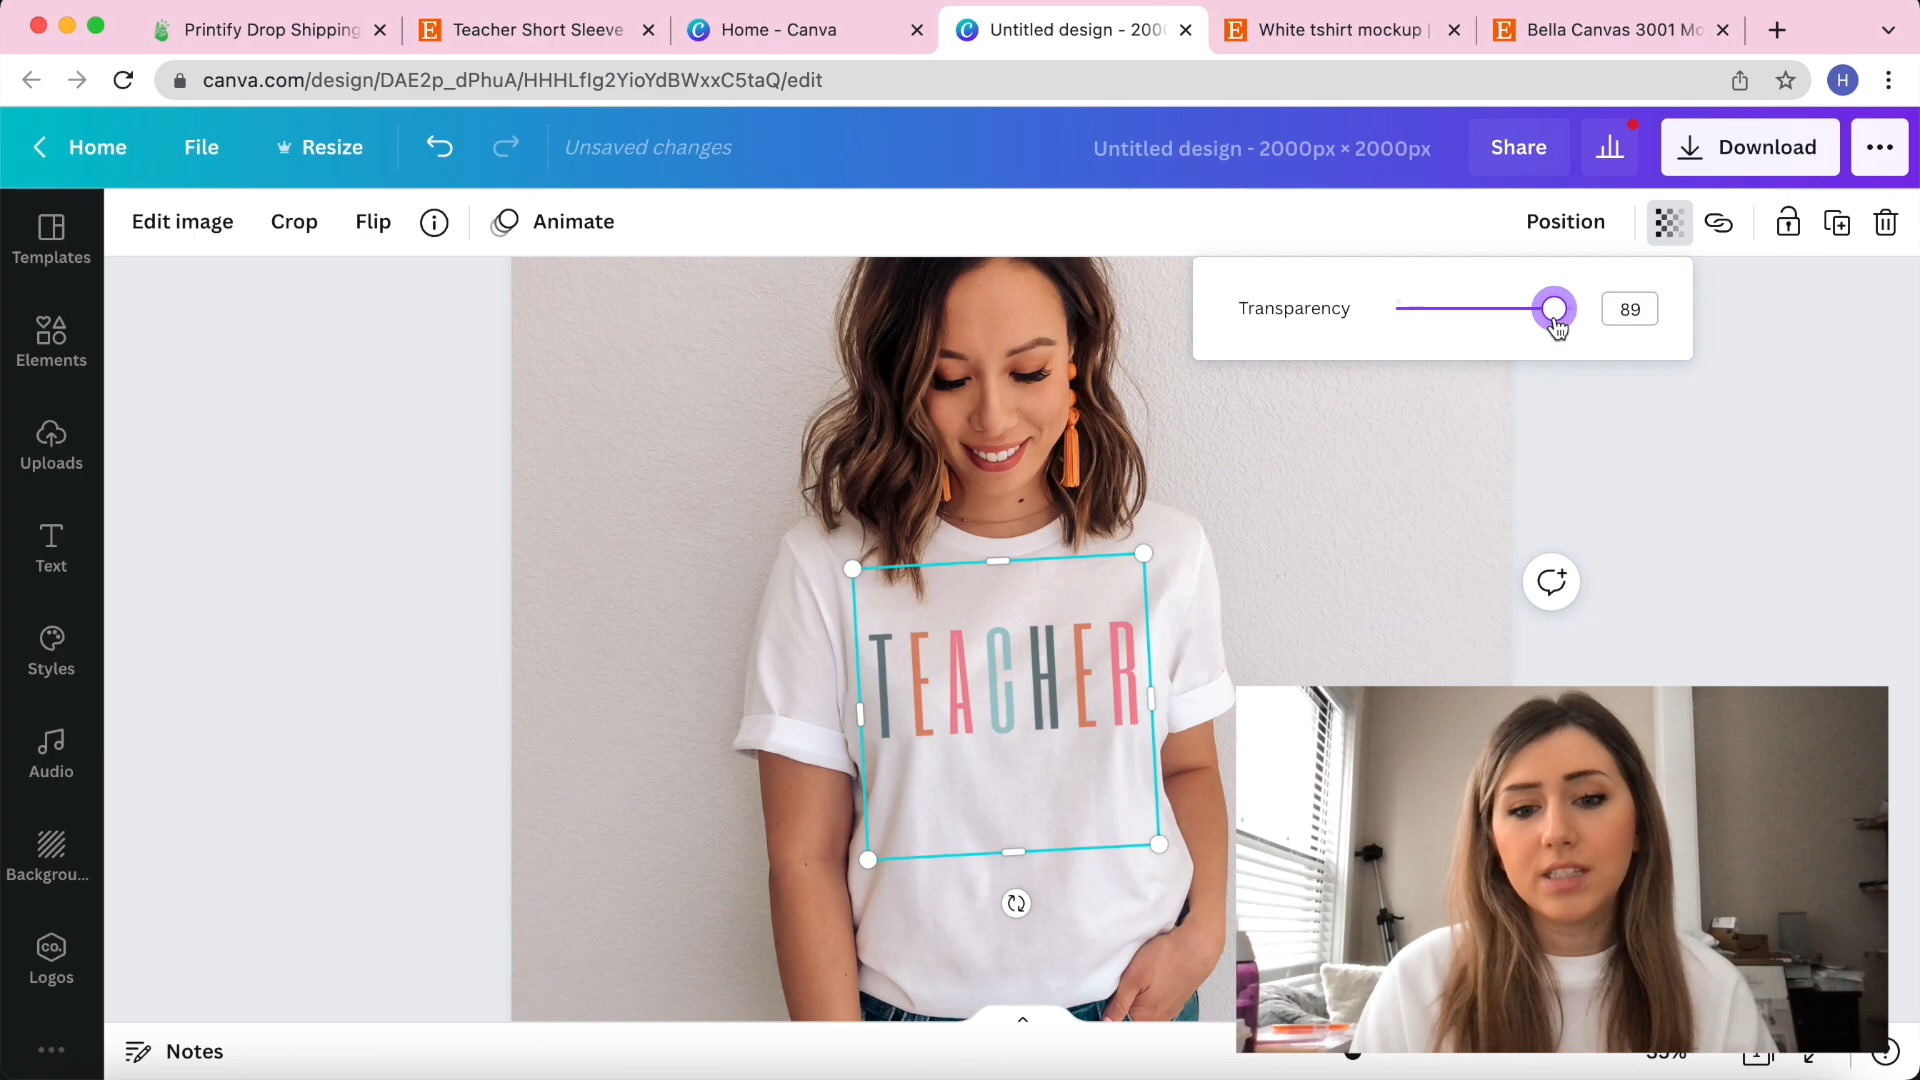 Printify Drop Shipping
Teacher Short Sleeve
Home - Canva
Untitled design - 200
White tshirt mockup |
Bella Canvas 3001 Mo
canva.com/design/DAE2p_dPhuA/HHHLfIg2YioYdBWxxC5taQ/edit
H
Home
File
Resize
Unsaved changes
Untitled design - 2000px × 2000px
Share
Download
Edit image
Crop
Flip
Animate
Position
Templates
Elements
Uploads
Text
Styles
Audio
Backgrou...
CO.
Logos
Transparency
89
TEACHER
Notes